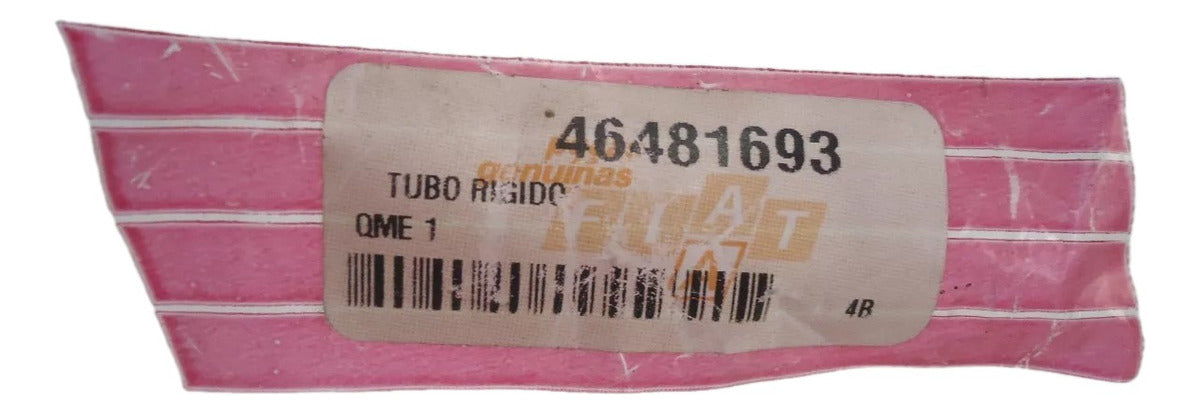 46481693
genuinas
TUBO RIGIDO
FIAT
QME 1
4B